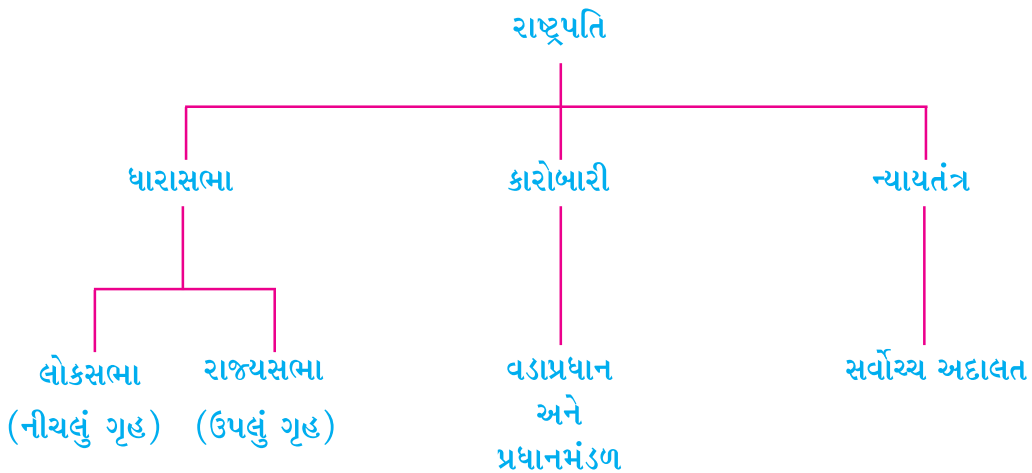 રાષ્ટ્રપતિ
ધારાસભા
કારોબારી
ન્યાયતંત્ર
લોકસભા
(નીચલું ગૃહ)
રાજ્યસભા
(ઉપલું ગૃહ)
વડાપ્રધાન
અને
પ્રધાનમંડળ
સર્વોચ્ચ અદાલત